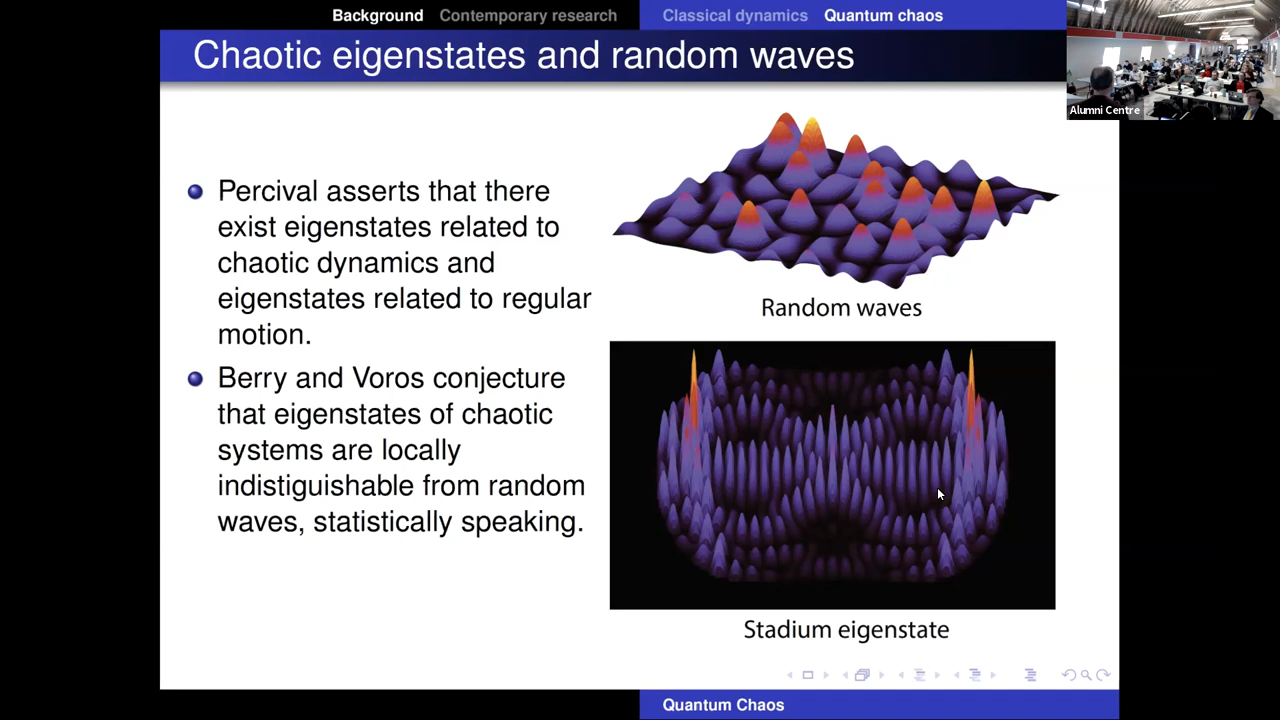 Background Contemporary research Classical dynamics Quantum chaos
Chaotic eigenstates and random waves
Alumni Centre
Percival asserts that there
exist eigenstates related to
chaotic dynamics and
eigenstates related to regular
motion.
Berry and Voros conjecture
that eigenstates of chaotic
systems are locally
indistiguishable from random
waves, statistically speaking.
Random waves
Stadium eigenstate
Quantum Chaos